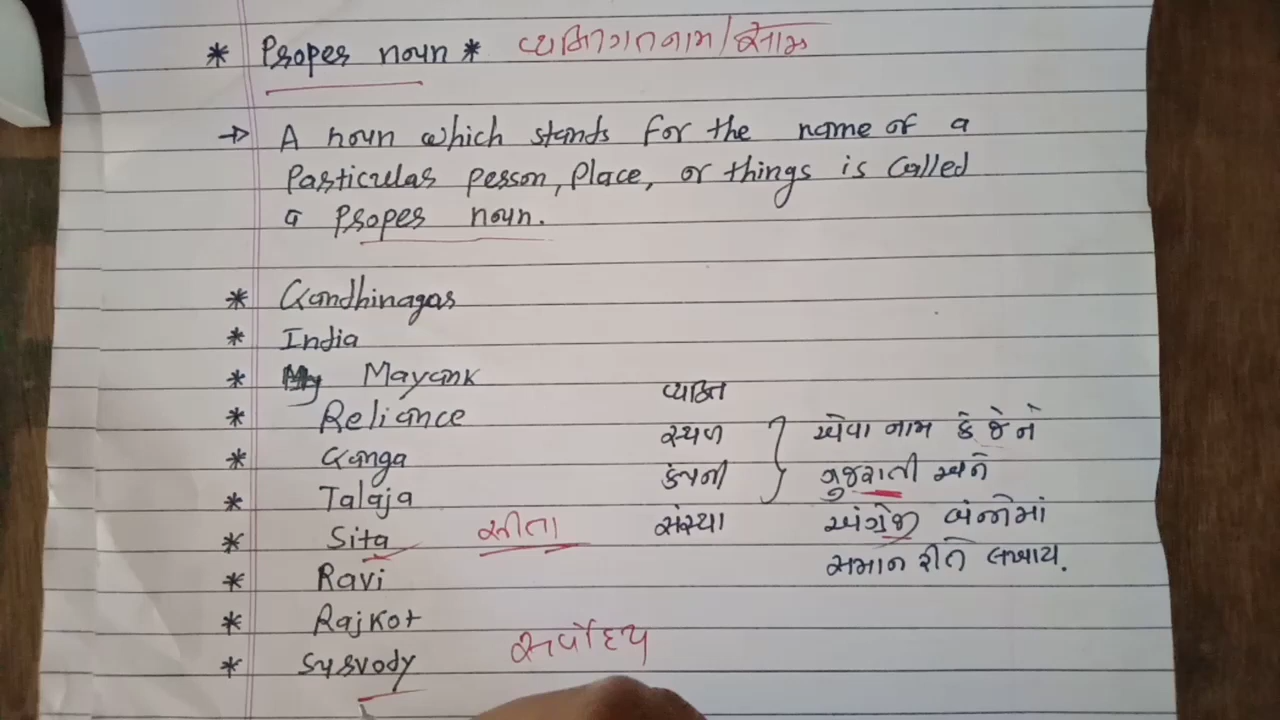 * Proper noun * વ્યક્તિગતનામ/સંજ્ઞા
→ A noun which stands for the name of a
Particular person, Place, or things is called
a Proper noun.
* Gandhinagar
* India
* Mayank
* Reliance
* Ganga
* Talaja
* Sita સીતા
* Ravi
* Rajkot
* Sysvody સર્વોદય
વ્યક્તિ
સ્થળ
કંપની
સંસ્થા
એવા નામ કે જેને
ગુજરાતી અને
અંગ્રેજી બંનેમાં
સમાન રીતે લખાય.